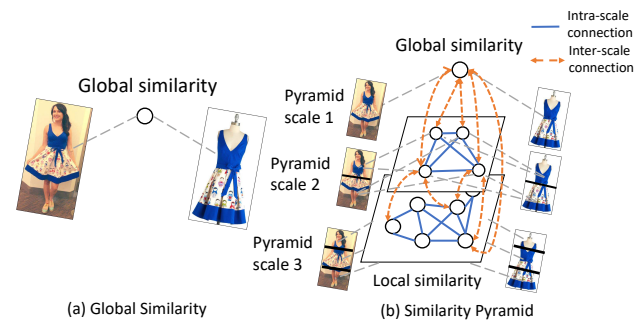 Intra-scale
connection
Inter-scale
connection
Global similarity
Global similarity
Pyramid
scale 1
Pyramid
scale 2
Pyramid
scale 3
Local similarity
(a) Global Similarity
(b) Similarity Pyramid